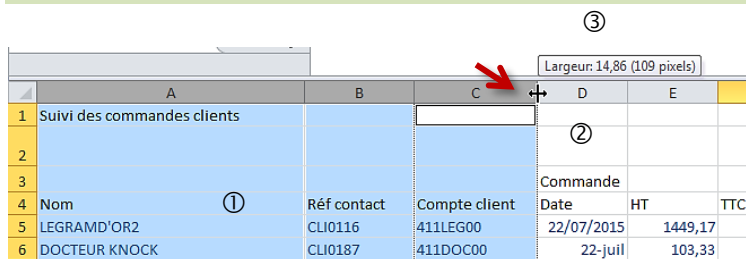 ③
Largeur: 14,86 (109 pixels)
A B C D E
1 Suivi des commandes clients
②
2
3 Commande
4 Nom ① Réf contact Compte client Date HT TTC
5 LEGRAMD'OR2 CLI0116 411LEG00 22/07/2015 1449,17
6 DOCTEUR KNOCK CLI0187 411DOC00 22-juil 103,33